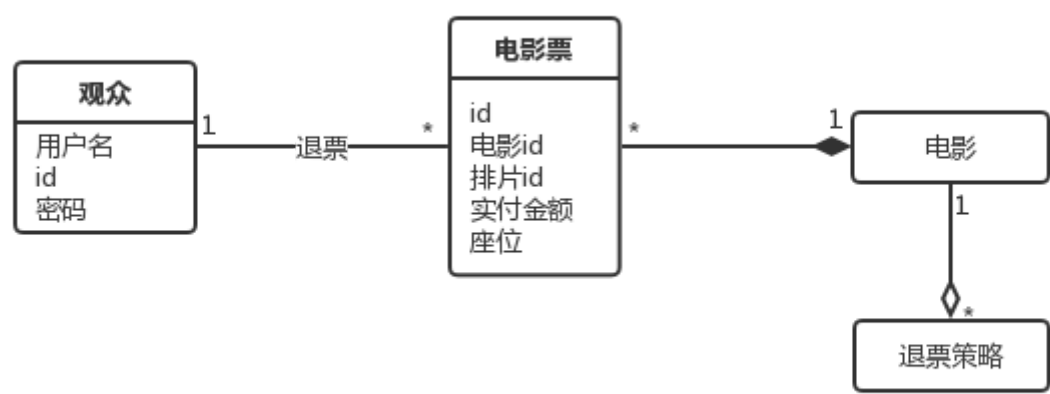 观众
用户名
id
密码
1
退票
*
电影票
id
电影id
排片id
实付金额
座位
*
1
电影
1
*
退票策略